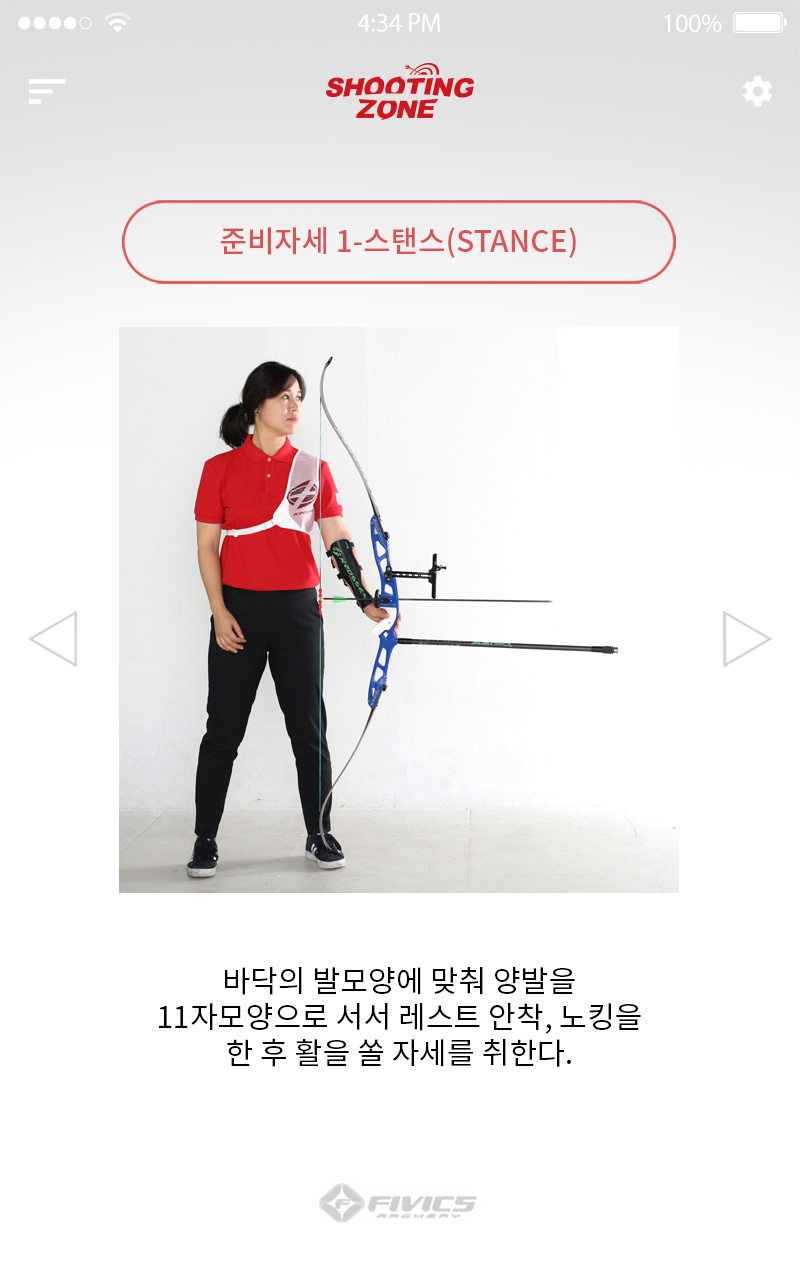 4:34 PM
100%
SHOOTING
ZONE
준비자세 1-스탠스(STANCE)
바닥의 발모양에 맞춰 양발을
11자모양으로 서서 레스트 안착, 노킹을
한 후 활을 쏠 자세를 취한다.
FIVICS
ARCHERY